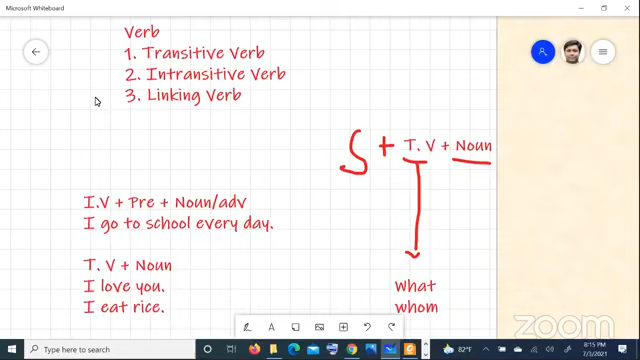 Microsoft Whiteboard
Verb
1. Transitive Verb
2. Intransitive Verb
3. Linking Verb
S + T. V + Noun
I.V + Pre + Noun/adv
I go to school every day.
T. V + Noun
I love you.
I eat rice.
what
whom
zoom
Type here to search
82°F
8:15 PM
7/3/2021